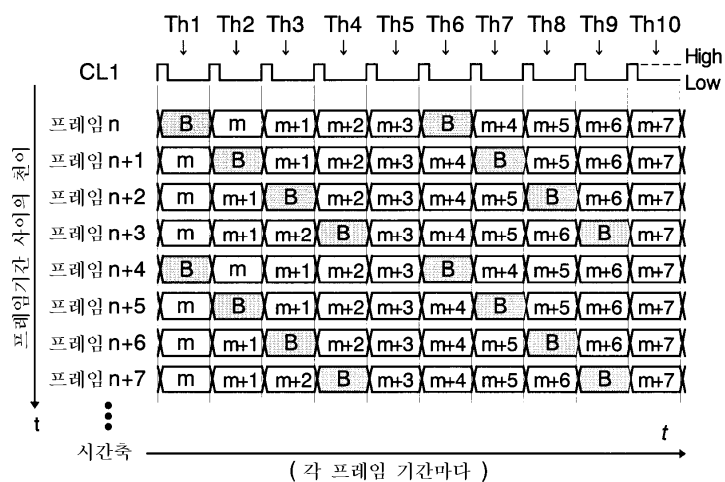 Th1 Th2 Th3 Th4 Th5 Th6 Th7 Th8 Th9 Th10
CL1 High
Low
프레임 n B m m+1 m+2 m+3 B m+4 m+5 m+6 m+7
프레임 n+1 m B m+1 m+2 m+3 m+4 B m+5 m+6 m+7
프레임 n+2 m m+1 B m+2 m+3 m+4 m+5 B m+6 m+7
프레임 n+3 m m+1 m+2 B m+3 m+4 m+5 m+6 B m+7
프레임 n+4 B m m+1 m+2 m+3 B m+4 m+5 m+6 m+7
프레임 n+5 m B m+1 m+2 m+3 m+4 B m+5 m+6 m+7
프레임 n+6 m m+1 B m+2 m+3 m+4 m+5 B m+6 m+7
프레임 n+7 m m+1 m+2 B m+3 m+4 m+5 m+6 B m+7
프레임기간 사이의 천이
t
시간축
t
( 각 프레임 기간마다 )